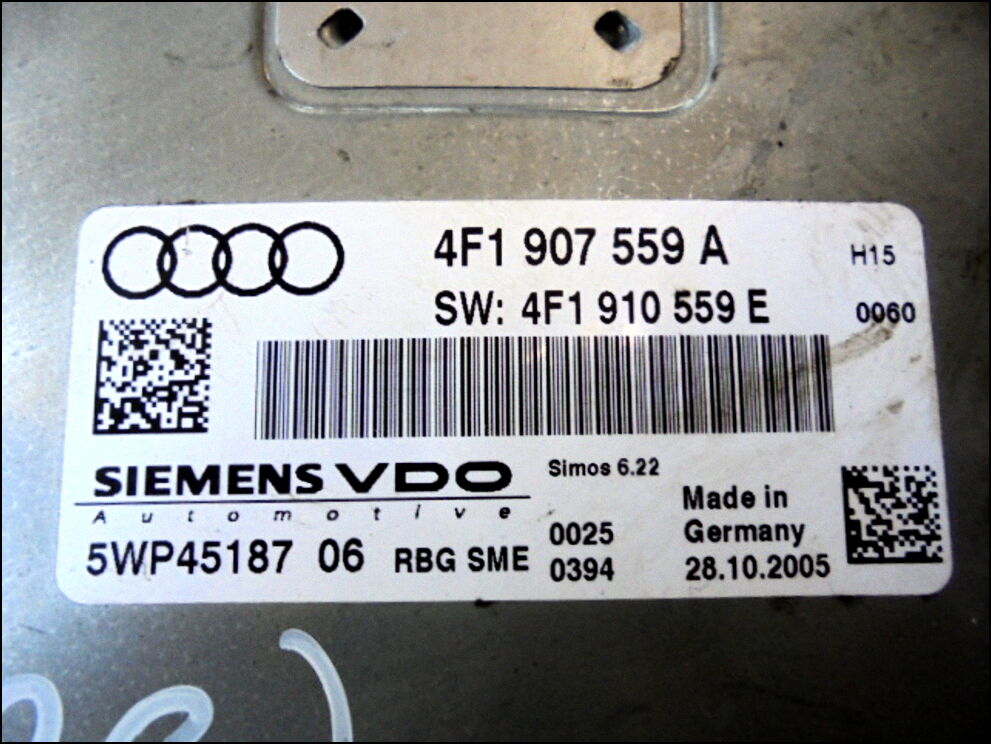 4F1 907 559 A H15
SW: 4F1 910 559 E 0060
SIEMENS VDO
Automotive
Simos 6.22
5WP45187 06 RBG SME
0025
0394
Made in
Germany
28.10.2005